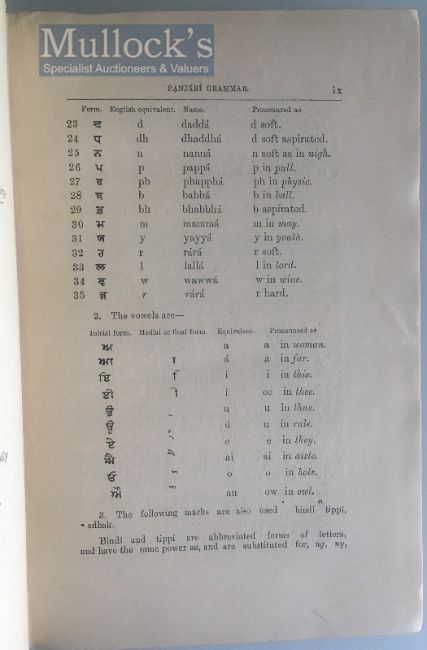 Mullock's
Specialist Auctioneers & Valuers
PANJÁBÍ GRAMMAR. ix
Form. English equivalent. Name. Pronounced as
23 ਦ d daddá d soft.
24 ਧ dh dhaddhá d soft aspirated.
25 ਨ n nanná n soft as in nigh.
26 ਪ p pappá p in pull.
27 ਫ ph phapphá ph in physic.
28 ਬ b babbá b in ball.
29 ਭ bh bhabbhá b aspirated.
30 ਮ m mammá m in may.
31 ਯ y yayyá y in youth.
32 ਰ r rárá r soft.
33 ਲ l lallá l in lord.
34 ਵ w wawwá w in wine.
35 ੜ r rárá r hard.
2. The vowels are—
Initial form. Medial or final form. Equivalent. Pronounced as
ਅ a a in woman.
ਆ ਾ á a in far.
ਇ ਿ i i in this.
ਈ ੀ í ee in thee.
ਉ u u in thus.
ਊ ú u in rule.
ਏ e e in they.
ਐ ai ai in aisle.
ਓ o o in hole.
ਔ au ow in owl.
3. The following marks are also used bindí tippí,
adhak.
Bindí and tippí are abbreviated forms of letters,
and have the same power as, and are substituted for, ng, ny,